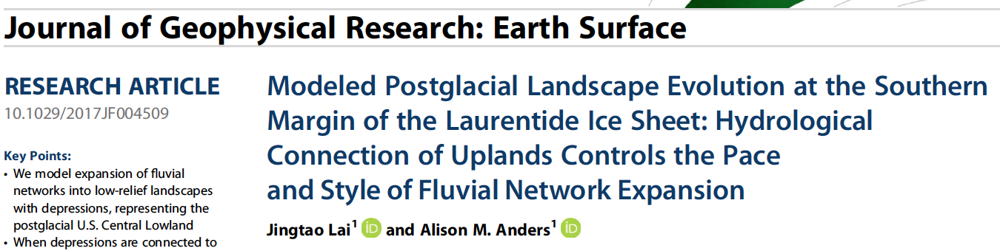 Journal of Geophysical Research: Earth Surface
RESEARCH ARTICLE
10.1029/2017JF004509
Key Points:
• We model expansion of fluvial
networks into low-relief landscapes
with depressions, representing the
postglacial U.S. Central Lowland
• When depressions are connected to
Modeled Postglacial Landscape Evolution at the Southern
Margin of the Laurentide Ice Sheet: Hydrological
Connection of Uplands Controls the Pace
and Style of Fluvial Network Expansion
Jingtao Lai¹ iD and Alison M. Anders¹ iD